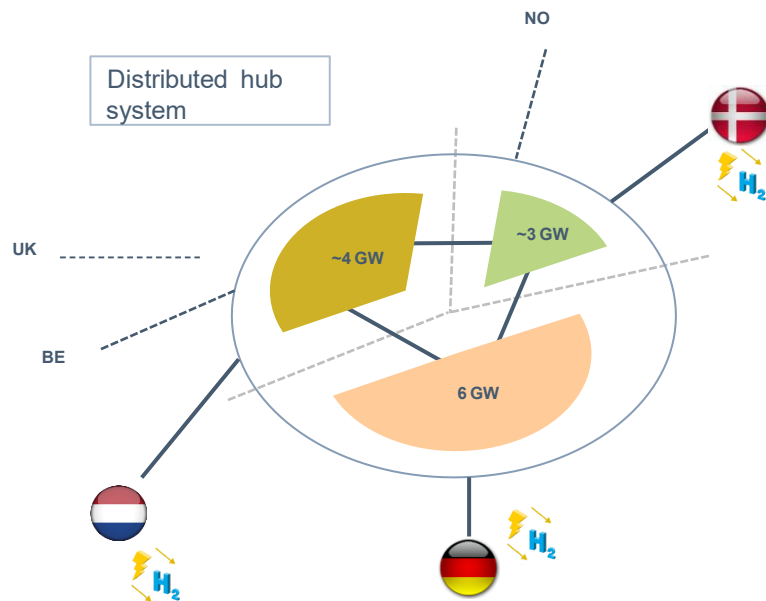 NO
Distributed hub
system
H2
~3 GW
~4 GW
UK
BE
6 GW
H2
H2